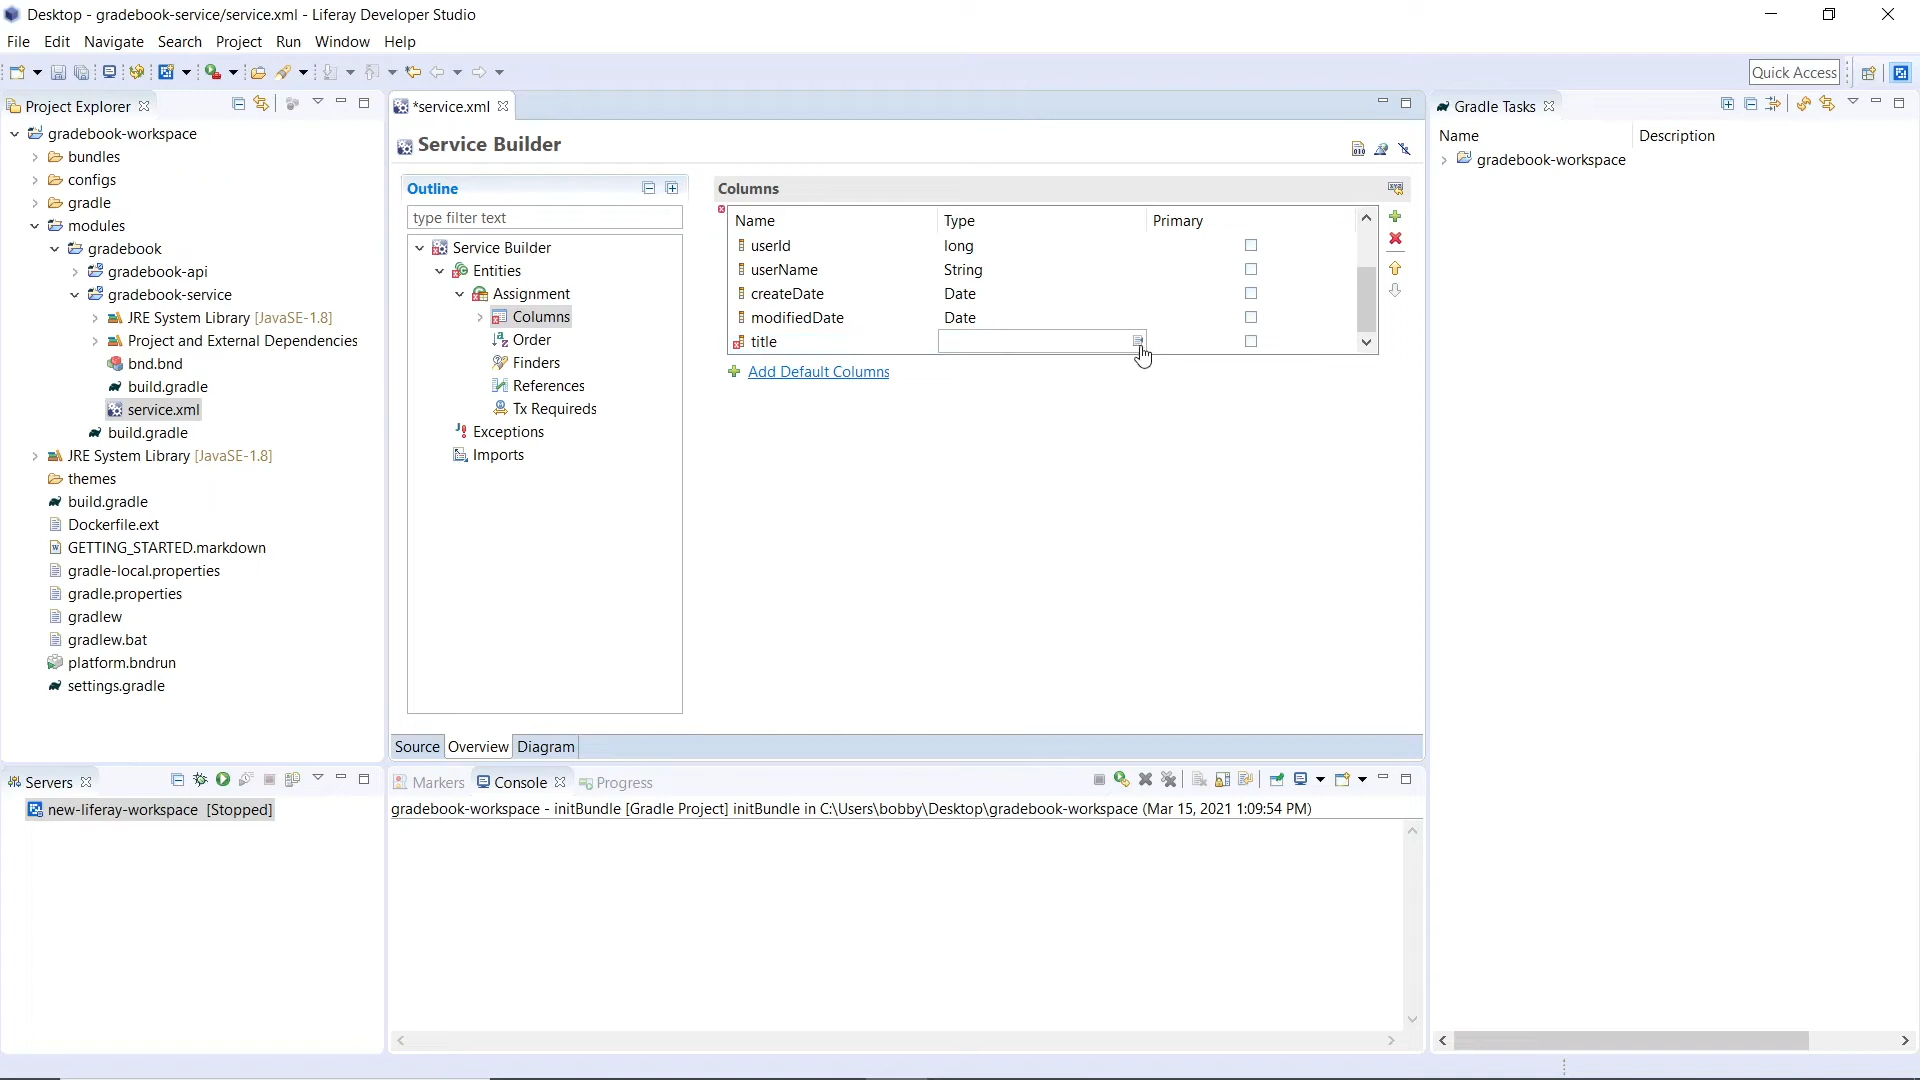 Desktop - gradebook-service/service.xml - Liferay Developer Studio
File Edit Navigate Search Project Run Window Help
Quick Access
Project Explorer
gradebook-workspace
bundles
configs
gradle
modules
gradebook
gradebook-api
gradebook-service
JRE System Library [JavaSE-1.8]
Project and External Dependencies
bnd.bnd
build.gradle
service.xml
build.gradle
JRE System Library [JavaSE-1.8]
themes
build.gradle
Dockerfile.ext
GETTING_STARTED.markdown
gradle-local.properties
gradle.properties
gradlew
gradlew.bat
platform.bndrun
settings.gradle
*service.xml
Service Builder
Outline
type filter text
Service Builder
Entities
Assignment
Columns
Order
Finders
References
Tx Requireds
Exceptions
Imports
Columns
Name Type Primary
userId long
userName String
createDate Date
modifiedDate Date
title
Add Default Columns
Source Overview Diagram
Gradle Tasks
Name Description
gradebook-workspace
Servers
new-liferay-workspace [Stopped]
Markers Console Progress
gradebook-workspace - initBundle [Gradle Project] initBundle in C:\Users\bobby\Desktop\gradebook-workspace (Mar 15, 2021 1:09:54 PM)